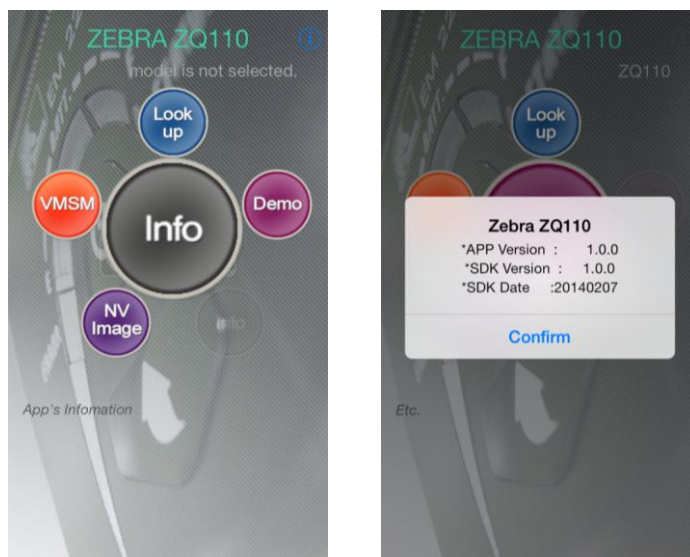 ZEBRA ZQ110
model is not selected.
Look
up
VMSM
Info
Demo
NV
Image
Info
App's Infomation
ZEBRA ZQ110
ZQ110
Look
up
Zebra ZQ110
*APP Version : 1.0.0
*SDK Version : 1.0.0
*SDK Date :20140207
Confirm
Etc.